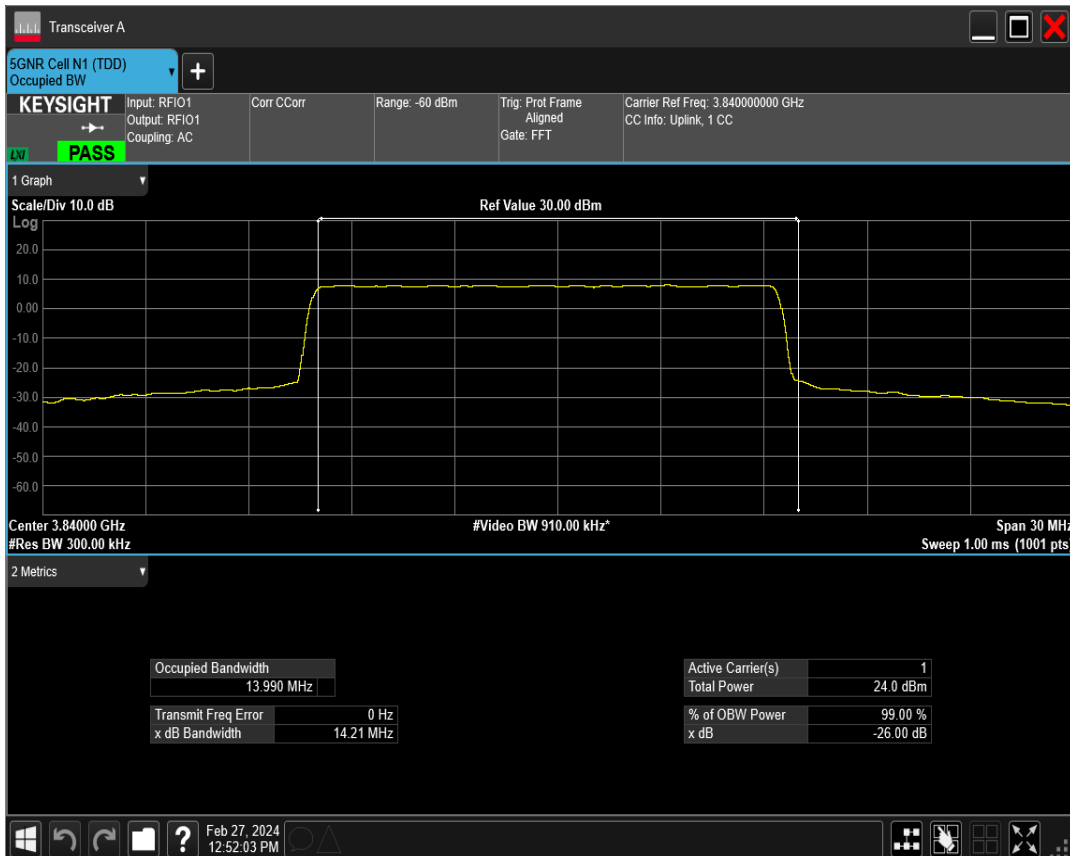 Transceiver A
5GNR Cell N1 (TDD)
Occupied BW
+
KEYSIGHT
LXI
PASS
Input: RFIO1
Output: RFIO1
Coupling: AC
Corr CCorr
Range: -60 dBm
Trig: Prot Frame
Aligned
Gate: FFT
Carrier Ref Freq: 3.840000000 GHz
CC Info: Uplink, 1 CC
1 Graph
Scale/Div 10.0 dB
Ref Value 30.00 dBm
Log
20.0
10.0
0.00
-10.0
-20.0
-30.0
-40.0
-50.0
-60.0
Center 3.84000 GHz
#Video BW 910.00 kHz*
Span 30 MHz
#Res BW 300.00 kHz
Sweep 1.00 ms (1001 pts)
2 Metrics
Occupied Bandwidth
13.990 MHz
Transmit Freq Error 0 Hz
x dB Bandwidth 14.21 MHz
Active Carrier(s) 1
Total Power 24.0 dBm
% of OBW Power 99.00 %
x dB -26.00 dB
?
Feb 27, 2024
12:52:03 PM